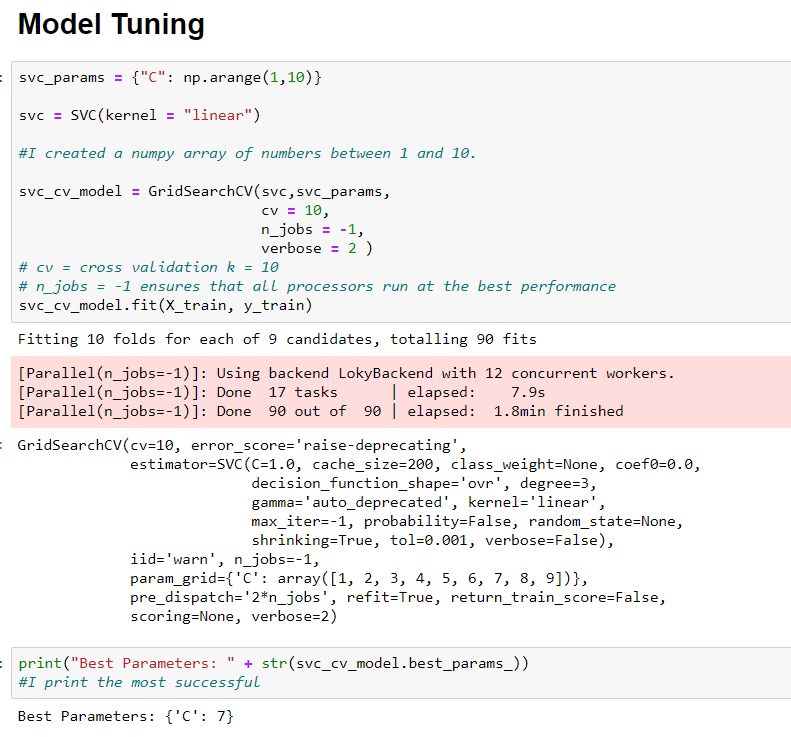 Model Tuning
svc_params = {"C": np.arange(1,10)}
svc = SVC(kernel = "linear")
#I created a numpy array of numbers between 1 and 10.
svc_cv_model = GridSearchCV(svc,svc_params,
cv = 10,
n_jobs = -1,
verbose = 2 )
# cv = cross validation k = 10
# n_jobs = -1 ensures that all processors run at the best performance
svc_cv_model.fit(X_train, y_train)
Fitting 10 folds for each of 9 candidates, totalling 90 fits
[Parallel(n_jobs=-1)]: Using backend LokyBackend with 12 concurrent workers.
[Parallel(n_jobs=-1)]: Done  17 tasks      | elapsed:    7.9s
[Parallel(n_jobs=-1)]: Done  90 out of  90 | elapsed:  1.8min finished
GridSearchCV(cv=10, error_score='raise-deprecating',
estimator=SVC(C=1.0, cache_size=200, class_weight=None, coef0=0.0,
decision_function_shape='ovr', degree=3,
gamma='auto_deprecated', kernel='linear',
max_iter=-1, probability=False, random_state=None,
shrinking=True, tol=0.001, verbose=False),
iid='warn', n_jobs=-1,
param_grid={'C': array([1, 2, 3, 4, 5, 6, 7, 8, 9])},
pre_dispatch='2*n_jobs', refit=True, return_train_score=False,
scoring=None, verbose=2)
print("Best Parameters: " + str(svc_cv_model.best_params_))
#I print the most successful
Best Parameters: {'C': 7}